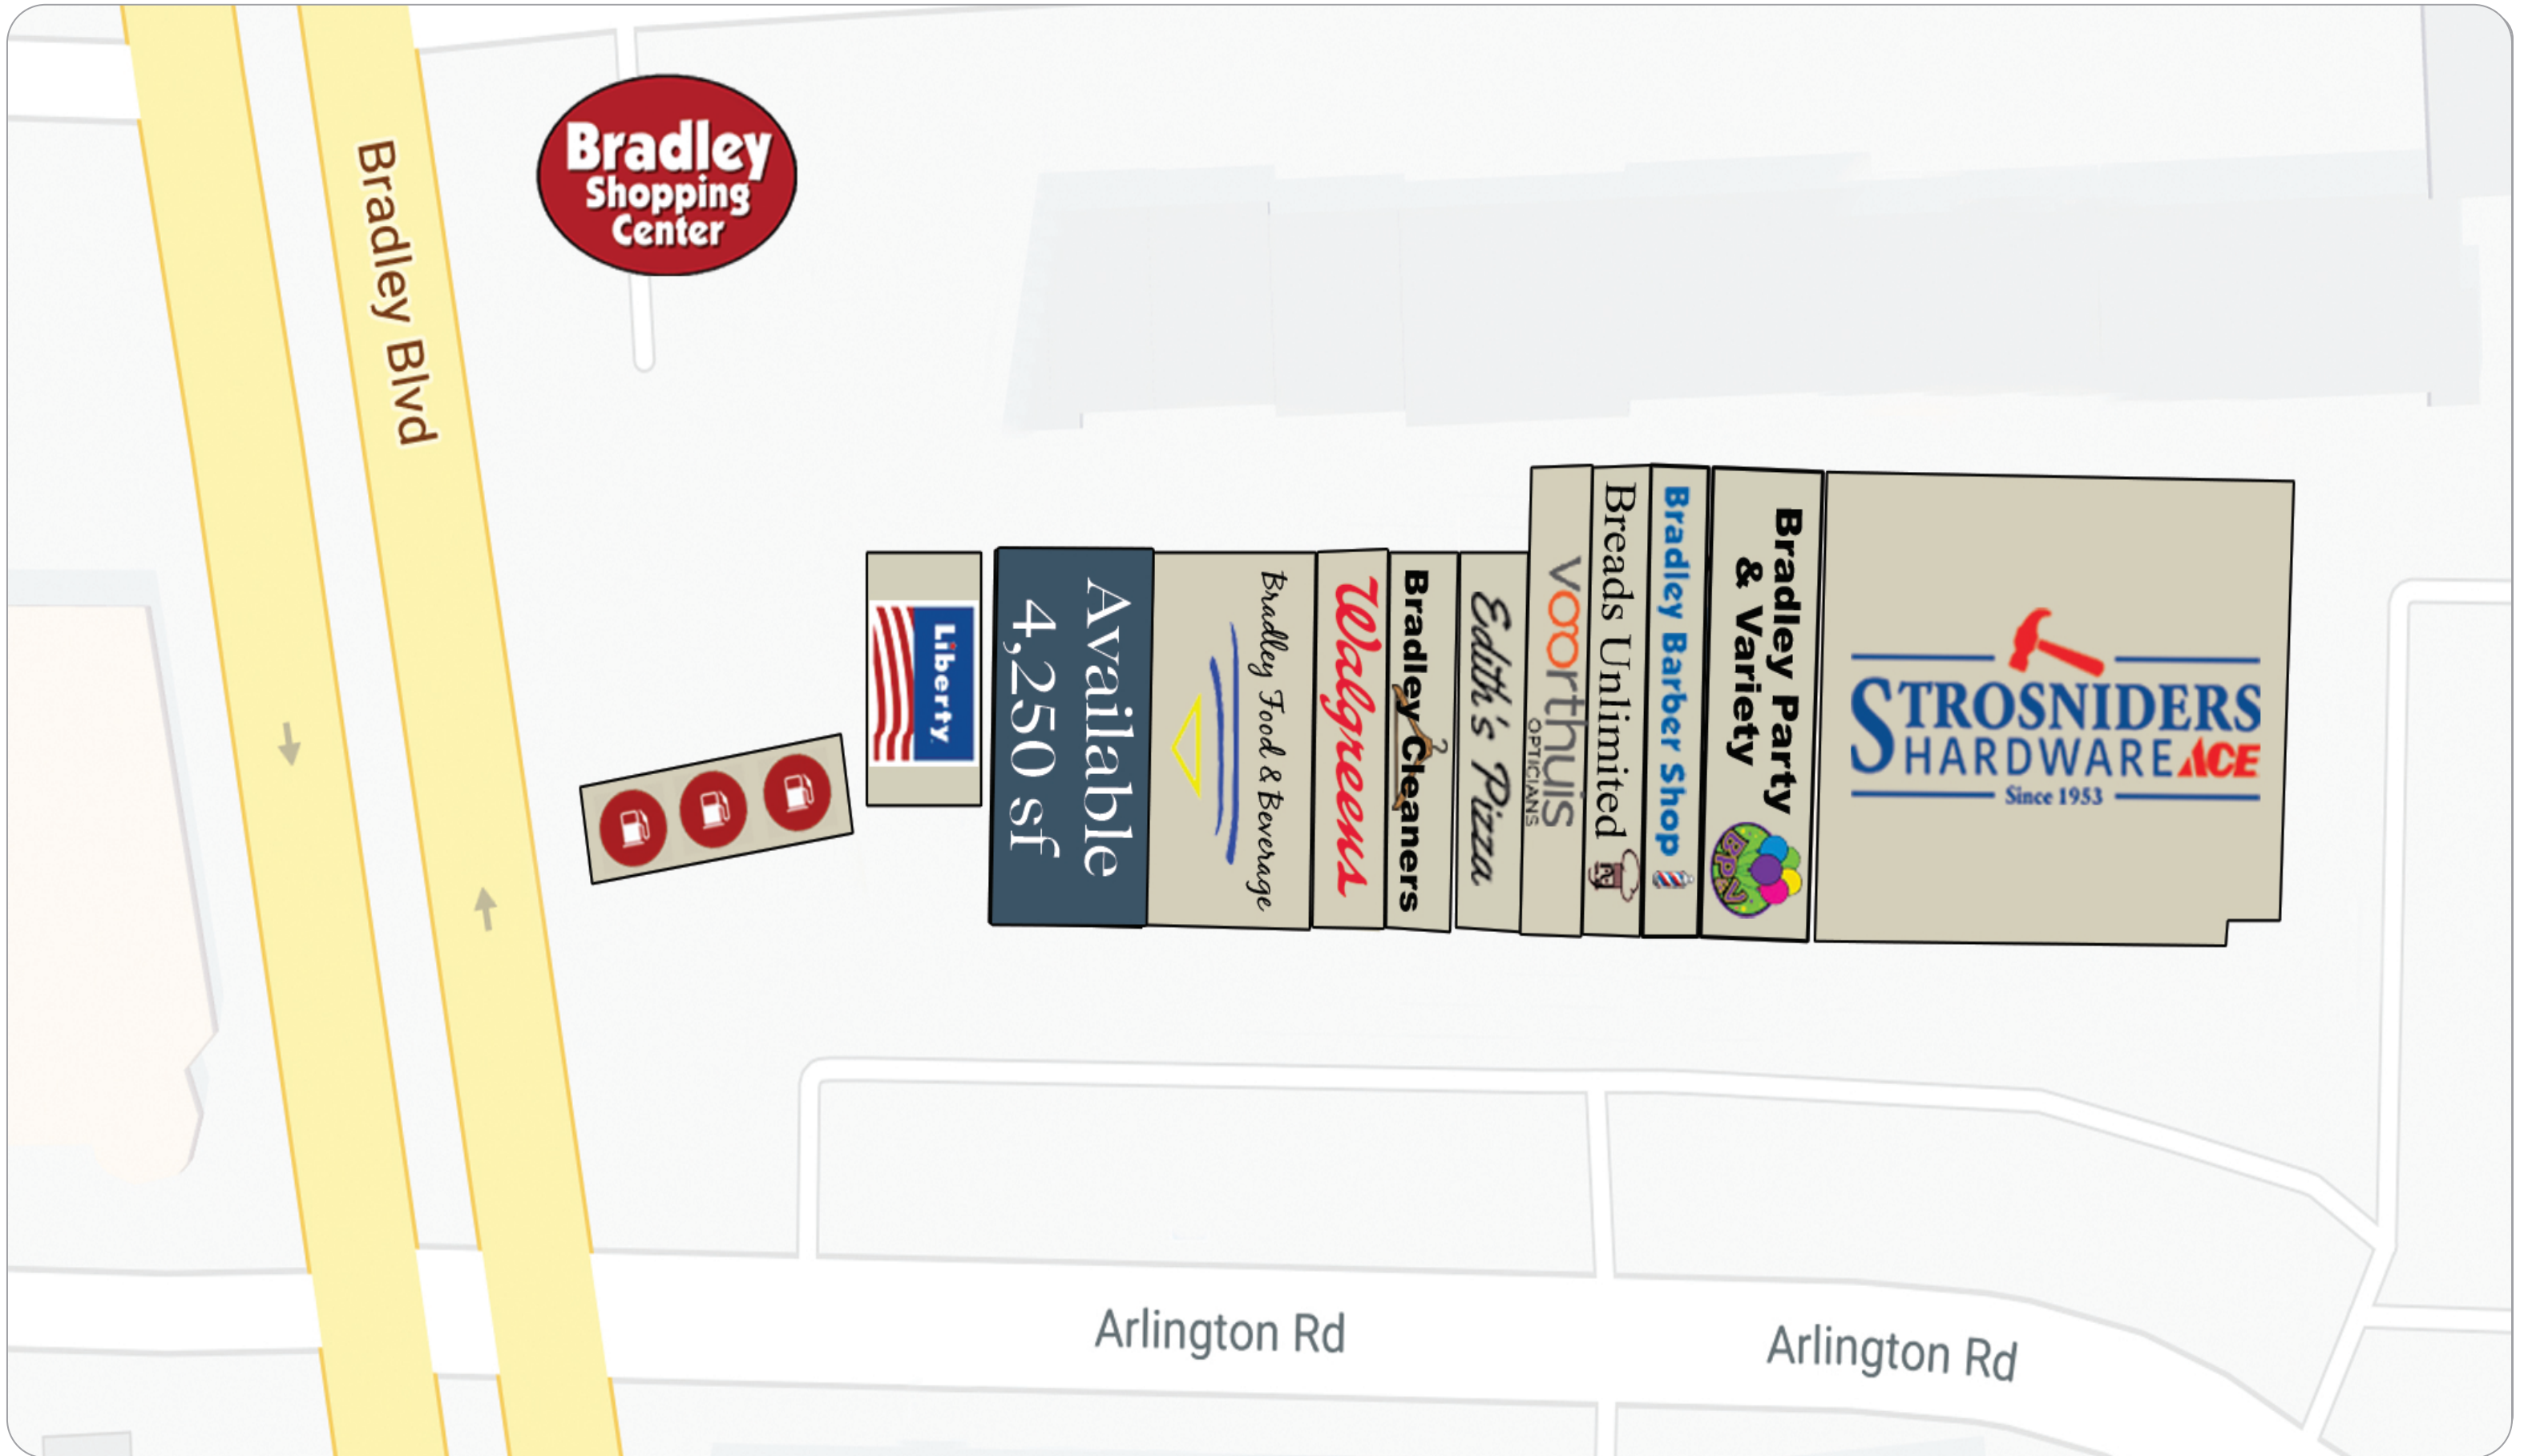 Bradley Blvd
Bradley
Shopping
Center
Liberty
Available
4,250 sf
Bradley Food & Beverage
Walgreens
Bradley Cleaners
Edith's Pizza
voorthuis
OPTICIANS
Breads Unlimited
Bradley Barber Shop
Bradley Party
& Variety
BP&V
STROSNIDERS
HARDWARE ACE
Since 1953
Arlington Rd
Arlington Rd